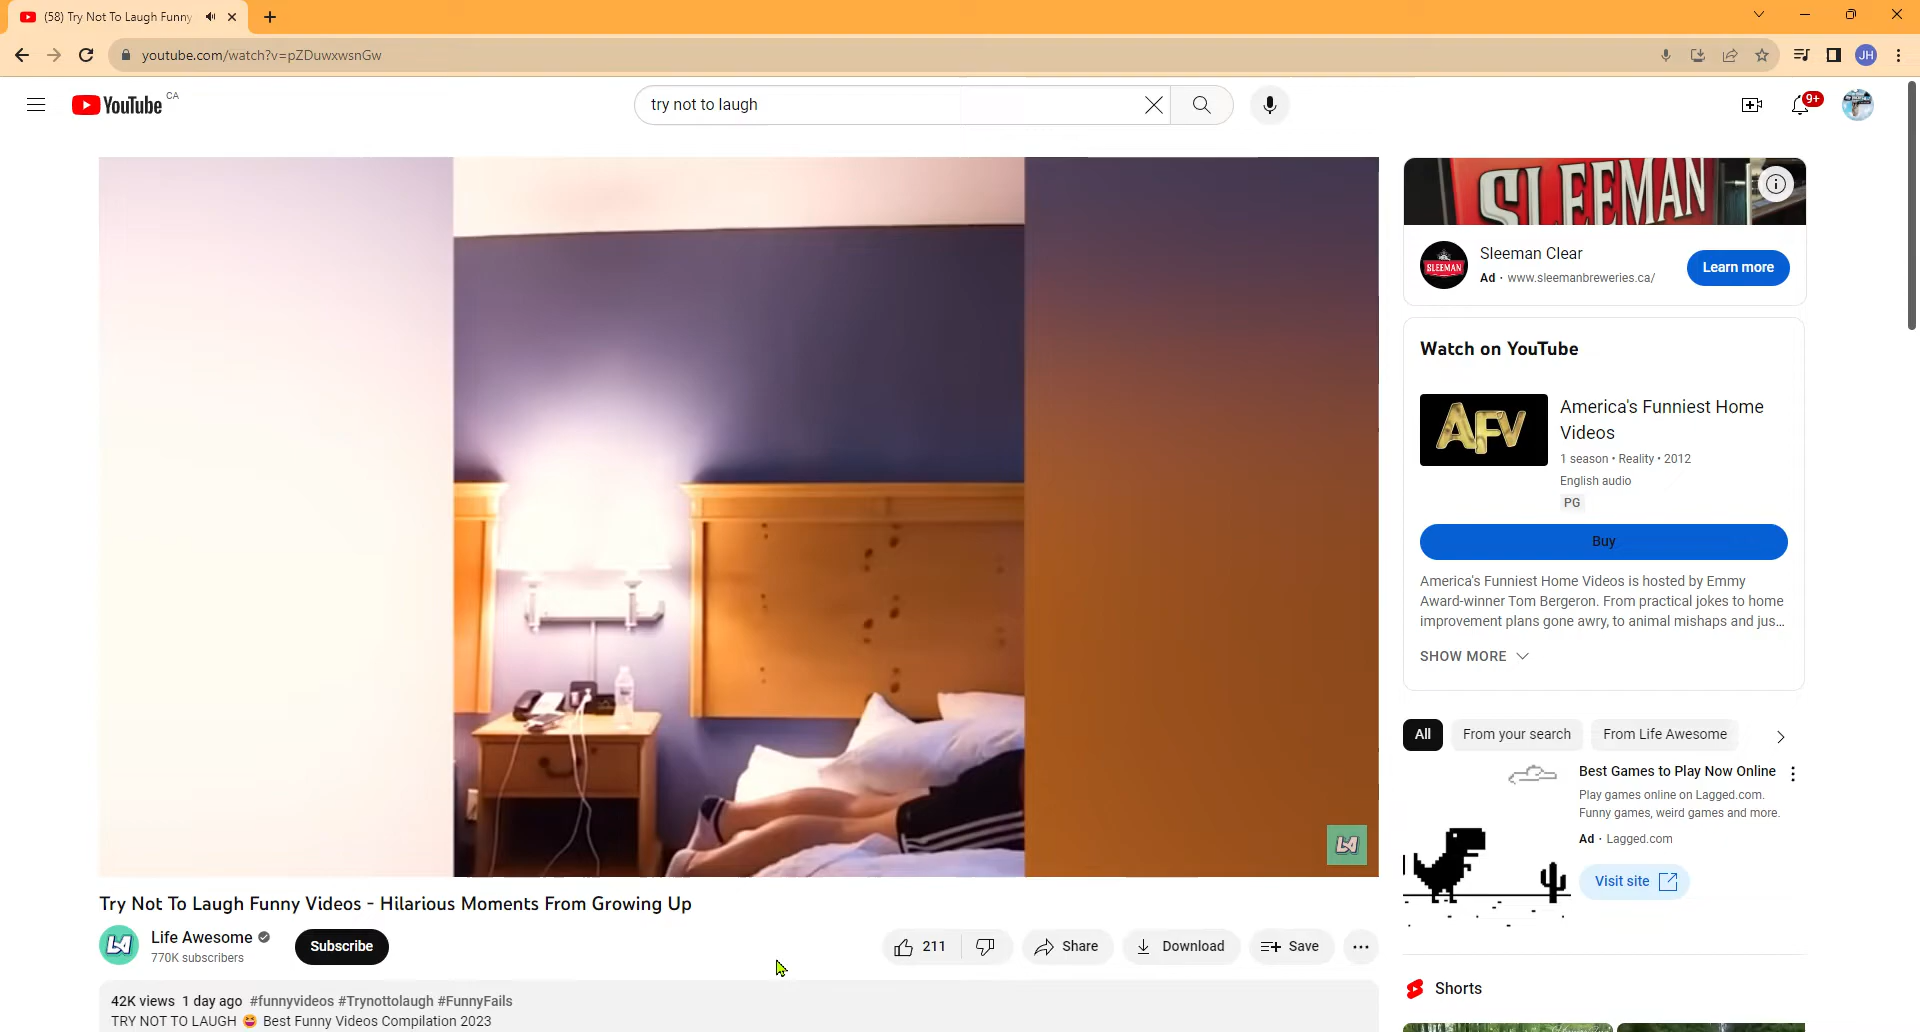 (58) Try Not To Laugh Funny
youtube.com/watch?v=pZDuwxwsnGw
JH
YouTube CA
try not to laugh
9+
SLEEMAN
SLEEMAN
Sleeman Clear
Ad · www.sleemanbreweries.ca/
Learn more
Watch on YouTube
AFV
America's Funniest Home
Videos
1 season • Reality • 2012
English audio
PG
Buy
America's Funniest Home Videos is hosted by Emmy
Award-winner Tom Bergeron. From practical jokes to home
improvement plans gone awry, to animal mishaps and jus...
SHOW MORE
All
From your search
From Life Awesome
Best Games to Play Now Online
Play games online on Lagged.com.
Funny games, weird games and more.
Ad · Lagged.com
Visit site
Shorts
LA
Try Not To Laugh Funny Videos - Hilarious Moments From Growing Up
LA
Life Awesome
770K subscribers
Subscribe
211
Share
Download
Save
42K views 1 day ago #funnyvideos #Trynottolaugh #FunnyFails
TRY NOT TO LAUGH 😆 Best Funny Videos Compilation 2023